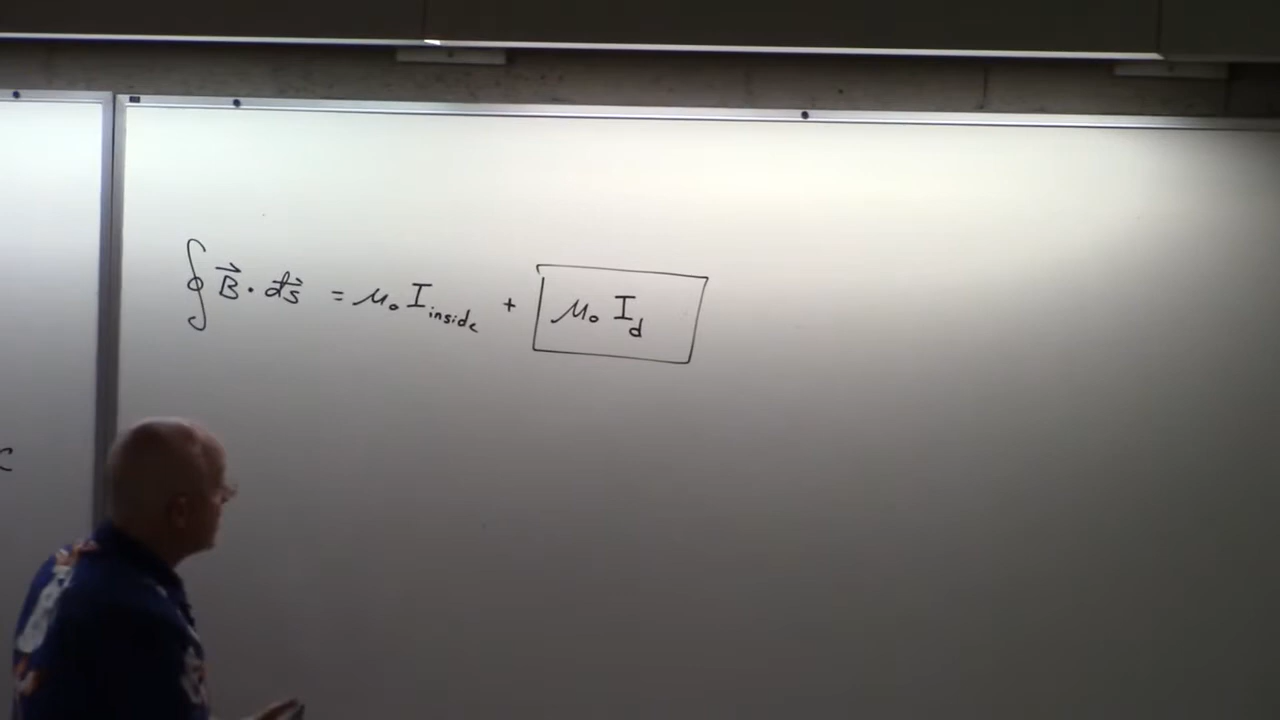 ∮ B⃗ · ds⃗ = μ₀ I_inside + μ₀ I_d
c